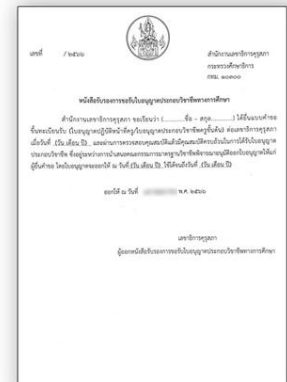 เลขที่ / ๒๕๖๖
สำนักงานเลขาธิการคุรุสภา
กระทรวงศึกษาธิการ
กทม. ๑๐๓๐๐
หนังสือรับรองการขอรับใบอนุญาตประกอบวิชาชีพทางการศึกษา
สำนักงานเลขาธิการคุรุสภา ขอเรียนว่า (............ชื่อ - สกุล............) ได้ยื่นแบบคำขอ
ขึ้นทะเบียนรับ (ใบอนุญาตปฏิบัติหน้าที่ครู/ใบอนุญาตประกอบวิชาชีพครูชั้นต้น) ต่อเลขาธิการคุรุสภา
เมื่อวันที่ (วัน เดือน ปี) และผ่านการตรวจสอบคุณสมบัติแล้วมีคุณสมบัติครบถ้วนในการได้รับใบอนุญาต
ประกอบวิชาชีพ ซึ่งอยู่ระหว่างการนำเสนอคณะกรรมการมาตรฐานวิชาชีพพิจารณาอนุมัติออกใบอนุญาตให้แก่
ผู้ยื่นคำขอ โดยใบอนุญาตจะออกให้ ณ วันที่ (วัน เดือน ปี) ใช้ได้จนถึงวันที่ (วัน เดือน ปี)
ออกให้ ณ วันที่ พ.ศ. ๒๕๖๖
เลขาธิการคุรุสภา
ผู้ออกหนังสือรับรองการขอรับใบอนุญาตประกอบวิชาชีพทางการศึกษา